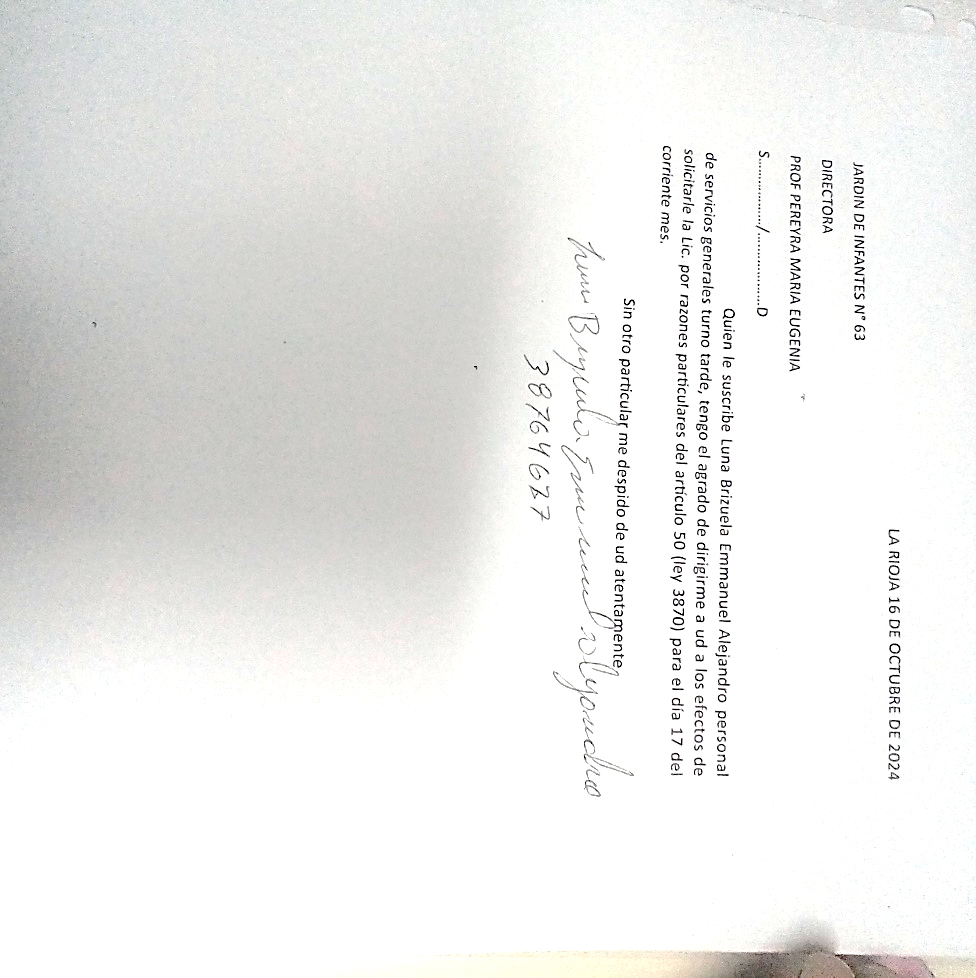 LA RIOJA 16 DE OCTUBRE DE 2024
JARDIN DE INFANTES N° 63
DIRECTORA
PROF PEREYRA MARIA EUGENIA
S................../....................D
Quien le suscribe Luna Brizuela Emmanuel Alejandro personal
de servicios generales turno tarde, tengo el agrado de dirigirme a ud a los efectos de
solicitarle la Lic. por razones particulares del artículo 50 (ley 3870) para el día 17 del
corriente mes.
Sin otro particular, me despido de ud atentamente
Luna Brizuela Emmanuel Alejandro
38764627